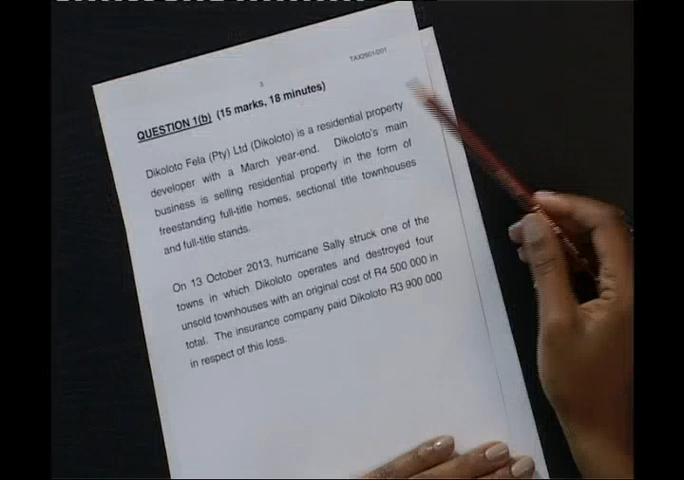 TAX2601/201
3
QUESTION 1(b) (15 marks, 18 minutes)
Dikoloto Fela (Pty) Ltd (Dikoloto) is a residential property
developer with a March year-end. Dikoloto's main
business is selling residential property in the form of
freestanding full-title homes, sectional title townhouses
and full-title stands.
On 13 October 2013, hurricane Sally struck one of the
towns in which Dikoloto operates and destroyed four
unsold townhouses with an original cost of R4 500 000 in
total. The insurance company paid Dikoloto R3 900 000
in respect of this loss.